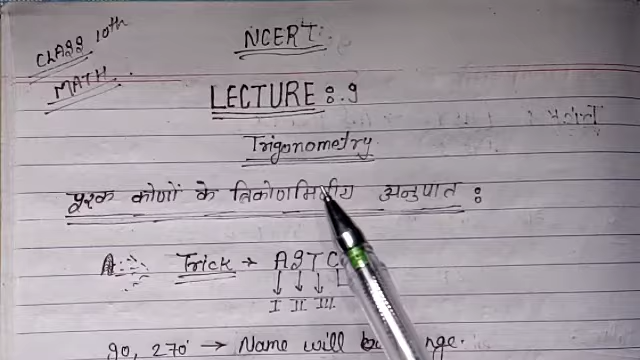 CLASS 10th
MATH
NCERT
LECTURE : 9
Trigonometry
पूरक कोणों के त्रिकोणमितीय अनुपात :
Trick → A S T C
I II III
90, 270° → Name will